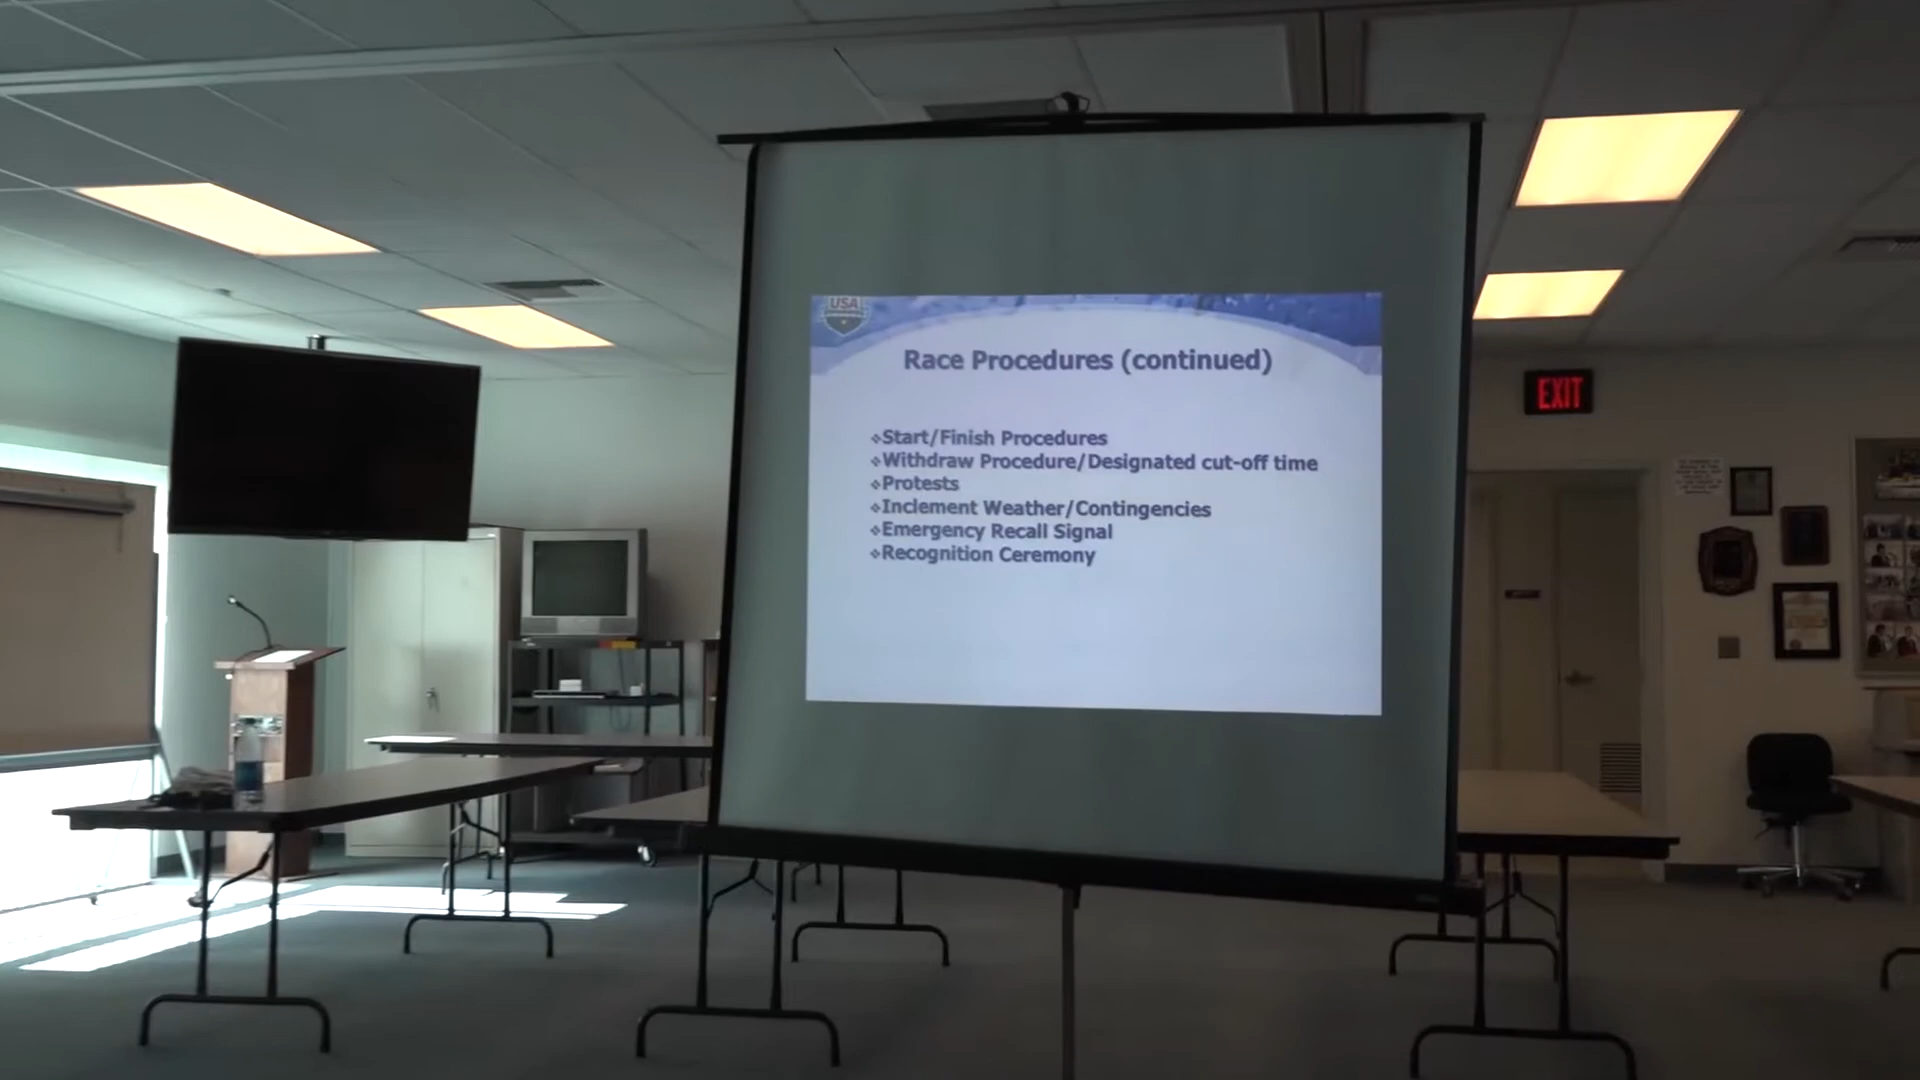 USA
Race Procedures (continued)
❖Start/Finish Procedures
❖Withdraw Procedure/Designated cut-off time
❖Protests
❖Inclement Weather/Contingencies
❖Emergency Recall Signal
❖Recognition Ceremony
EXIT